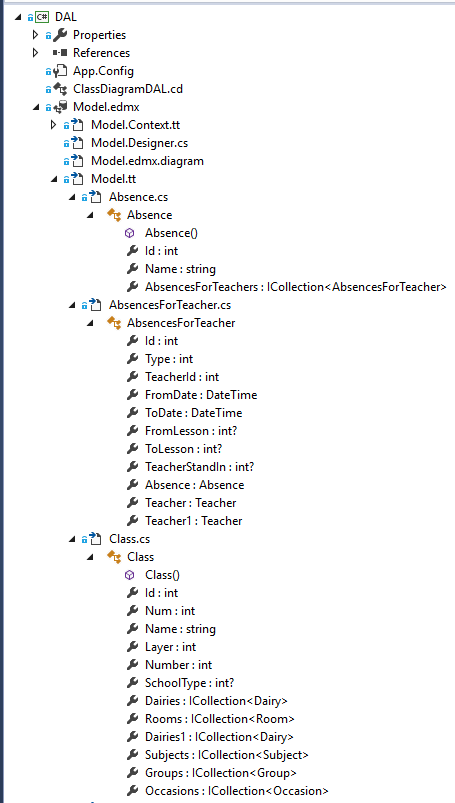 C# DAL
Properties
References
App.Config
ClassDiagramDAL.cd
Model.edmx
Model.Context.tt
Model.Designer.cs
Model.edmx.diagram
Model.tt
Absence.cs
Absence
Absence()
Id : int
Name : string
AbsencesForTeachers : ICollection<AbsencesForTeacher>
AbsencesForTeacher.cs
AbsencesForTeacher
Id : int
Type : int
TeacherId : int
FromDate : DateTime
ToDate : DateTime
FromLesson : int?
ToLesson : int?
TeacherStandIn : int?
Absence : Absence
Teacher : Teacher
Teacher1 : Teacher
Class.cs
Class
Class()
Id : int
Num : int
Name : string
Layer : int
Number : int
SchoolType : int?
Dairies : ICollection<Dairy>
Rooms : ICollection<Room>
Dairies1 : ICollection<Dairy>
Subjects : ICollection<Subject>
Groups : ICollection<Group>
Occasions : ICollection<Occasion>